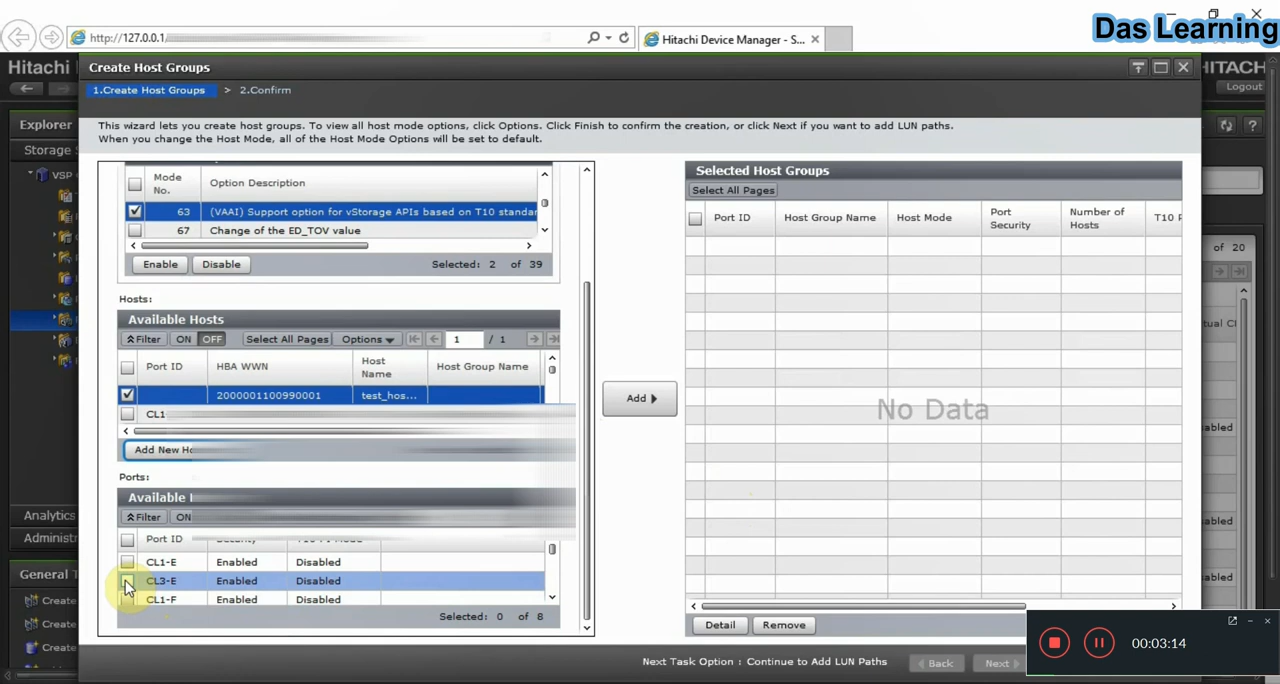 Das Learning
http://127.0.0.1/
Hitachi Device Manager - S...
Hitachi
HITACHI
Create Host Groups
Logout
1.Create Host Groups > 2.Confirm
Explorer
This wizard lets you create host groups. To view all host mode options, click Options. Click Finish to confirm the creation, or click Next if you want to add LUN paths.
When you change the Host Mode, all of the Host Mode Options will be set to default.
Storage
VSP
Mode No. Option Description
63 (VAAI) Support option for vStorage APIs based on T10 standar
67 Change of the ED_TOV value
Enable Disable Selected: 2 of 39
Hosts:
Available Hosts
Filter ON OFF Select All Pages Options 1 / 1
Port ID HBA WWN Host Name Host Group Name
2000001100990001 test_hos...
CL1
Add New
Ports:
Available
Filter ON
Port ID
CL1-E Enabled Disabled
CL3-E Enabled Disabled
CL1-F Enabled Disabled
Selected: 0 of 8
Add
Selected Host Groups
Select All Pages
Port ID Host Group Name Host Mode Port Security Number of Hosts T10
No Data
Detail Remove
Next Task Option : Continue to Add LUN Paths Back Next
of 20
Analytics
Administr
General T
Create
Create
Create
00:03:14